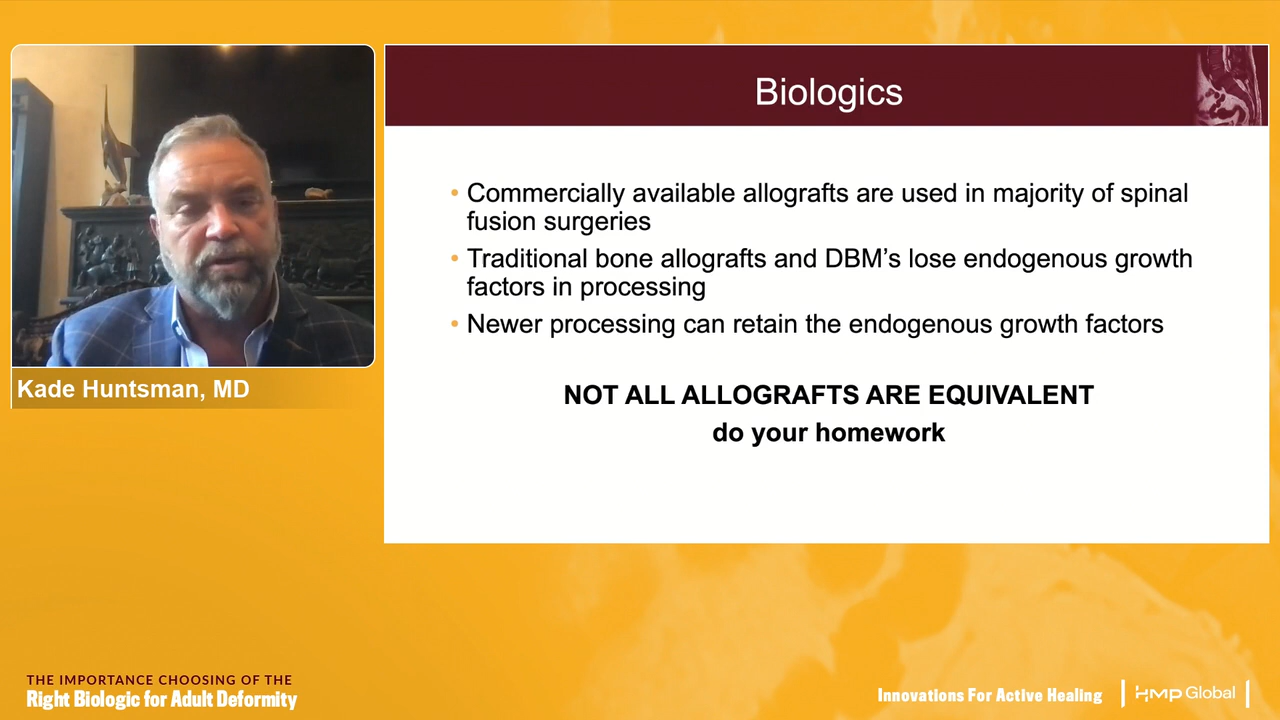 Biologics
• Commercially available allografts are used in majority of spinal
fusion surgeries
• Traditional bone allografts and DBM’s lose endogenous growth
factors in processing
• Newer processing can retain the endogenous growth factors
NOT ALL ALLOGRAFTS ARE EQUIVALENT
do your homework
Kade Huntsman, MD
THE IMPORTANCE CHOOSING OF THE
Right Biologic for Adult Deformity
Innovations For Active Healing
HMP Global